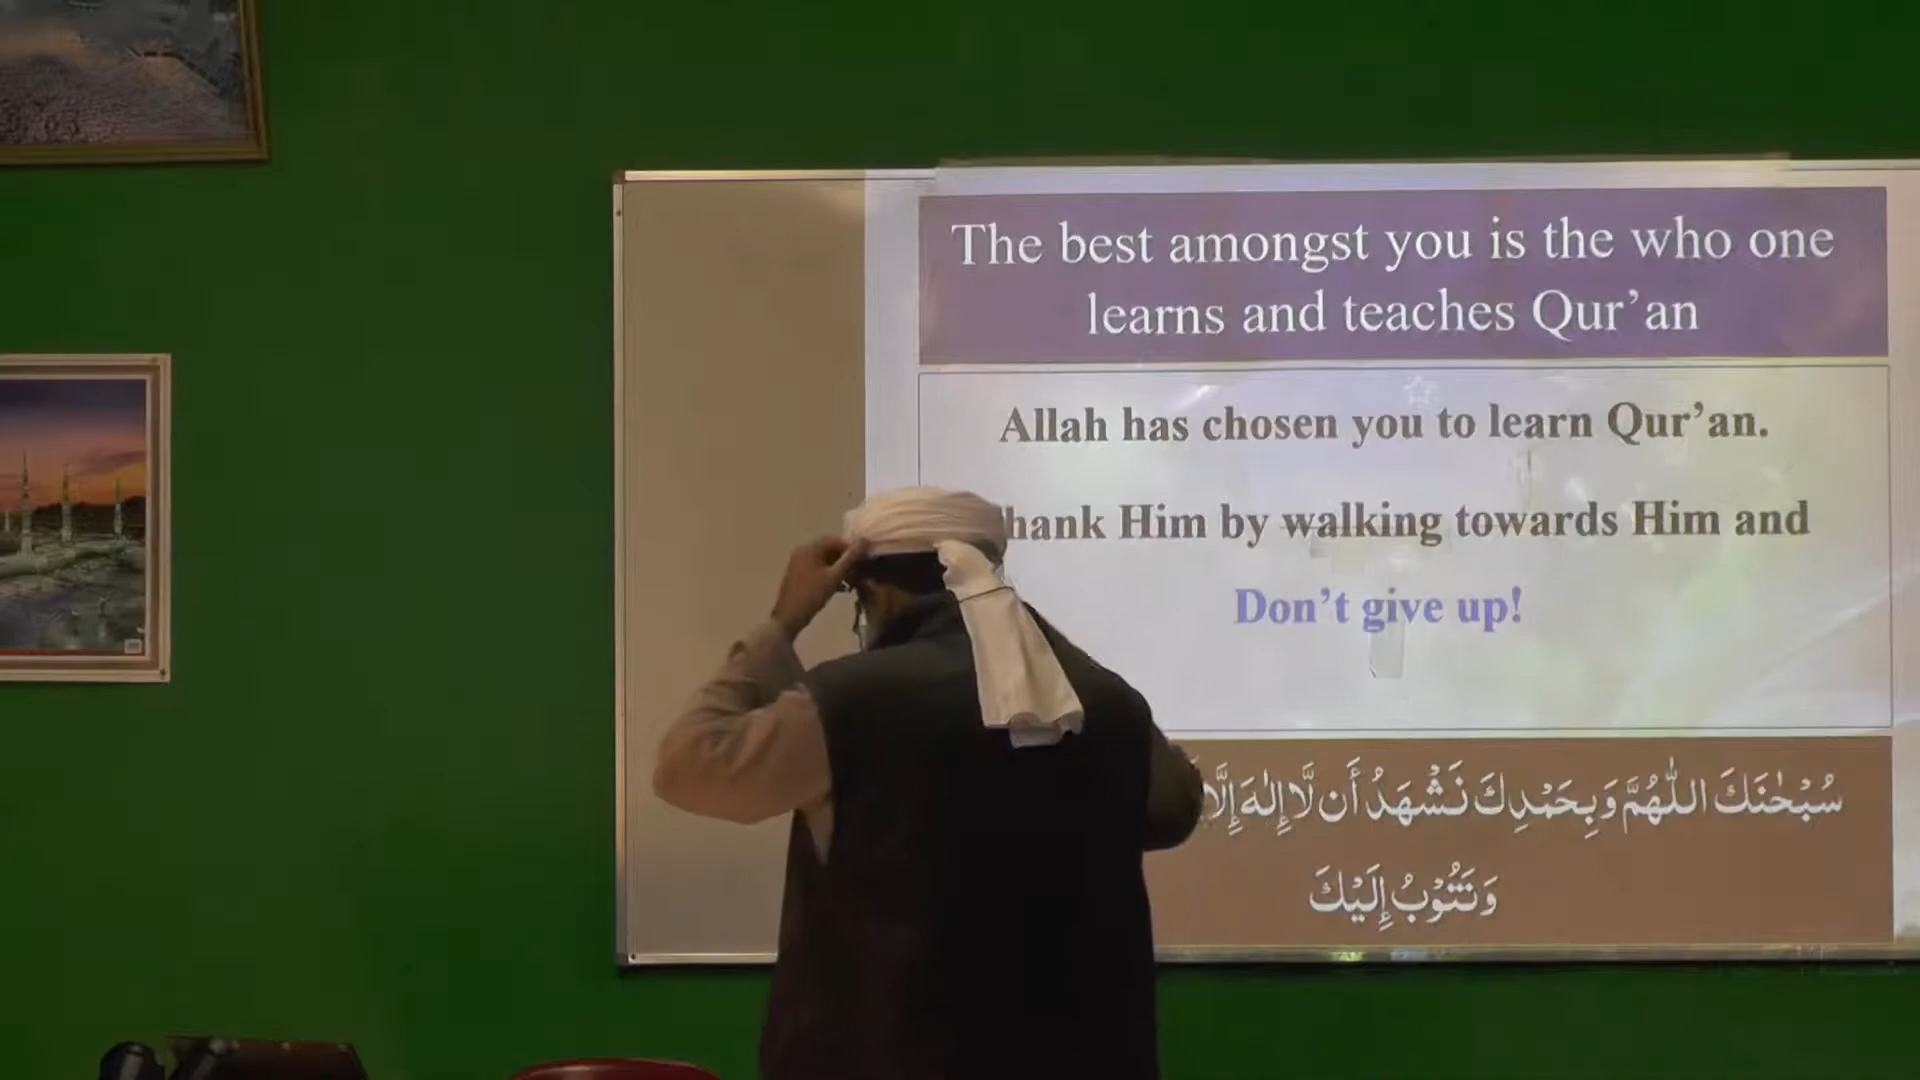 The best amongst you is the who one
learns and teaches Qur’an
Allah has chosen you to learn Qur’an.
hank Him by walking towards Him and
Don’t give up!
سُبْحٰنَكَ اللّٰهُمَّ وَبِحَمْدِكَ نَشْهَدُ أَن لَّا إِلٰهَ إِلَّا
وَنَتُوْبُ إِلَيْكَ